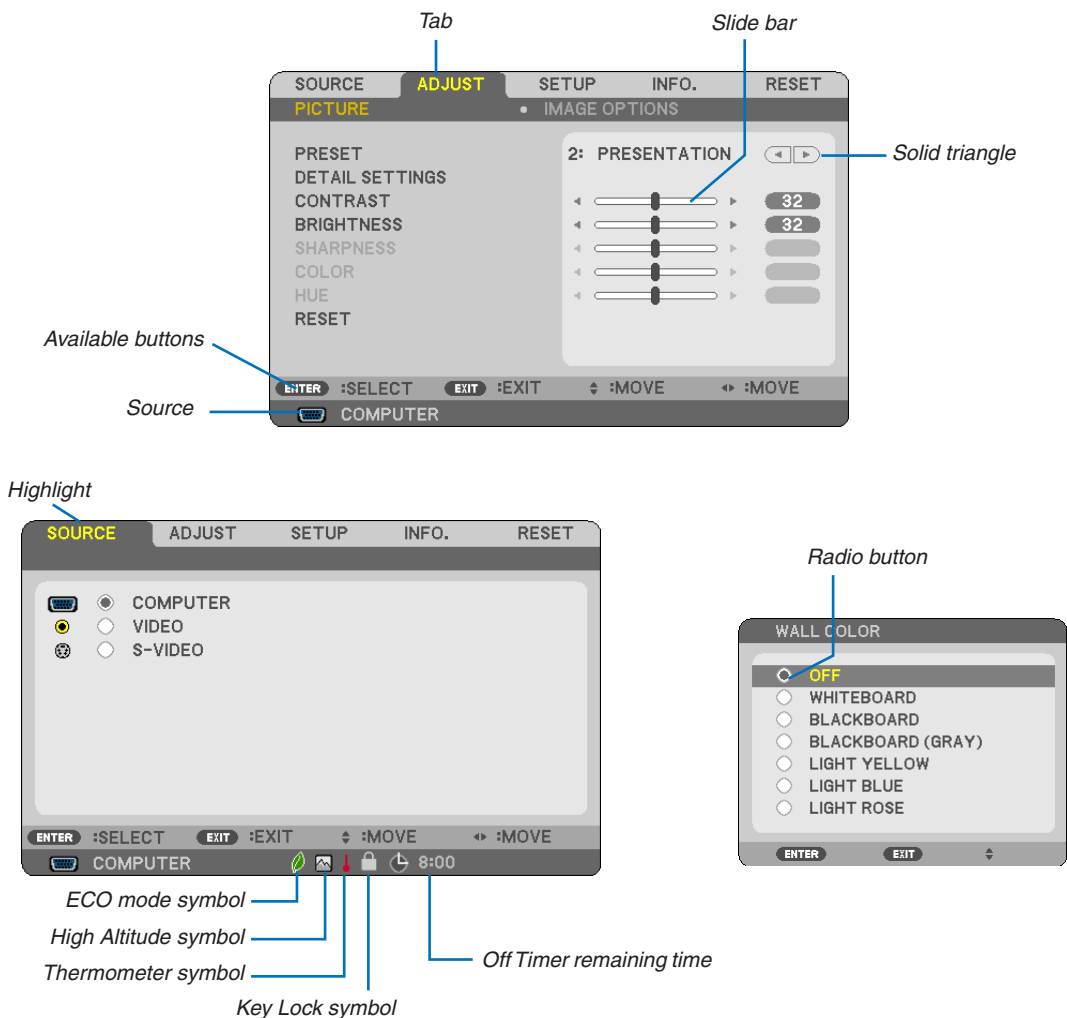 Tab
Slide bar
SOURCE ADJUST SETUP INFO. RESET
PICTURE • IMAGE OPTIONS
PRESET 2: PRESENTATION
Solid triangle
DETAIL SETTINGS
CONTRAST 32
BRIGHTNESS 32
SHARPNESS
COLOR
HUE
RESET
Available buttons
ENTER :SELECT EXIT :EXIT :MOVE :MOVE
Source
COMPUTER
Highlight
SOURCE ADJUST SETUP INFO. RESET
COMPUTER
VIDEO
S-VIDEO
ENTER :SELECT EXIT :EXIT :MOVE :MOVE
COMPUTER 8:00
ECO mode symbol
High Altitude symbol
Thermometer symbol
Key Lock symbol
Off Timer remaining time
Radio button
WALL COLOR
OFF
WHITEBOARD
BLACKBOARD
BLACKBOARD (GRAY)
LIGHT YELLOW
LIGHT BLUE
LIGHT ROSE
ENTER EXIT